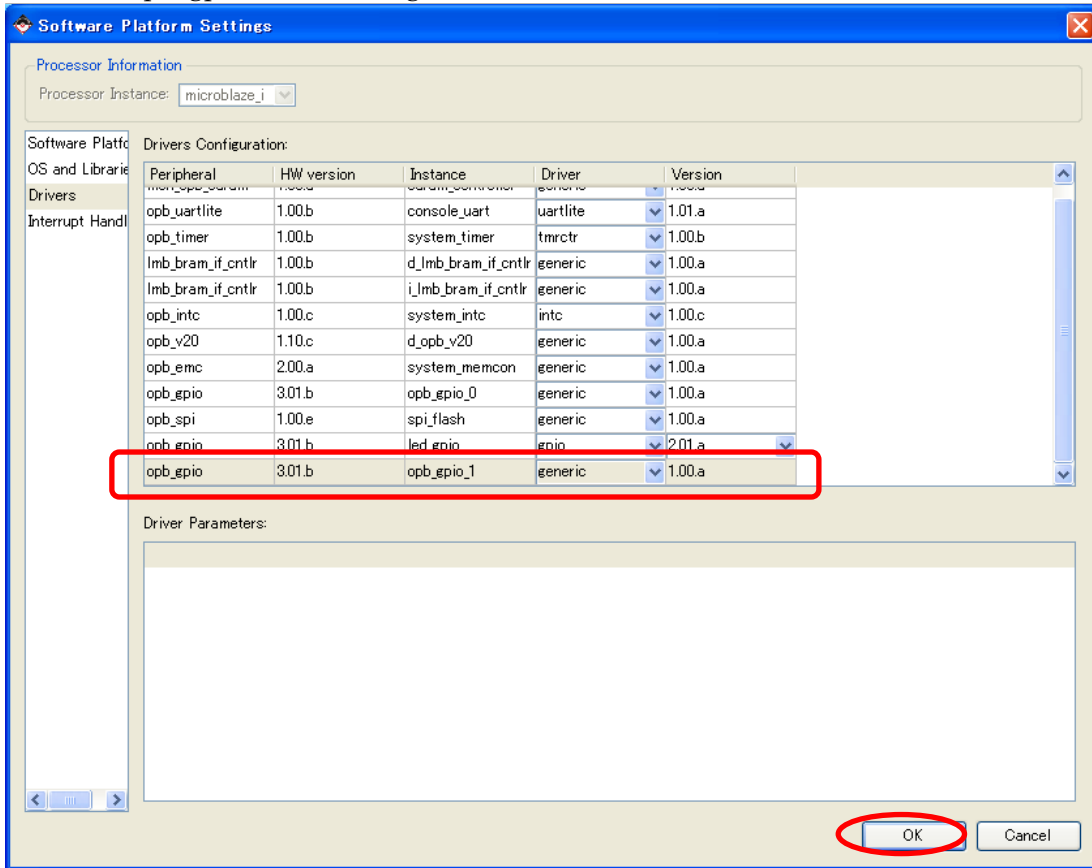 Software Platform Settings
Processor Information
Processor Instance: microblaze_i
Software Platfo
OS and Librarie
Drivers
Interrupt Handl
Drivers Configuration:
Peripheral HW version Instance Driver Version
opb_uartlite 1.00.b console_uart uartlite 1.01.a
opb_timer 1.00.b system_timer tmrctr 1.00.b
lmb_bram_if_cntlr 1.00.b d_lmb_bram_if_cntlr generic 1.00.a
lmb_bram_if_cntlr 1.00.b i_lmb_bram_if_cntlr generic 1.00.a
opb_intc 1.00.c system_intc intc 1.00.c
opb_v20 1.10.c d_opb_v20 generic 1.00.a
opb_emc 2.00.a system_memcon generic 1.00.a
opb_gpio 3.01.b opb_gpio_0 generic 1.00.a
opb_spi 1.00.e spi_flash generic 1.00.a
opb_gpio 3.01.b led_gpio gpio 2.01.a
opb_gpio 3.01.b opb_gpio_1 generic 1.00.a
Driver Parameters:
OK Cancel